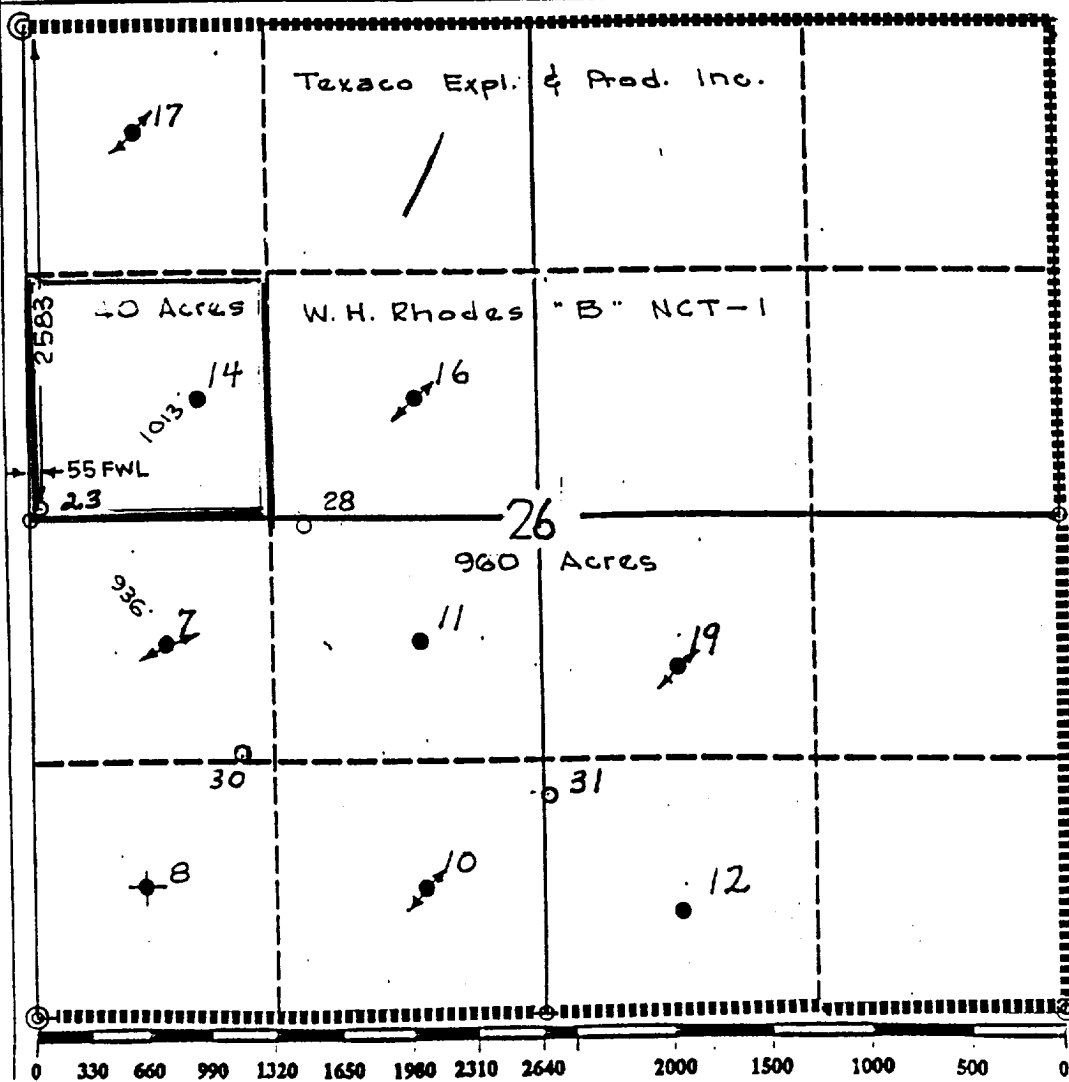 Texaco Expl. & Prod. Inc.
17
40 Acres
W.H. Rhodes "B" NCT-1
2583
14
16
1013
55 FWL
23
28
26
960 Acres
936
7
11
19
30
31
8
10
12
0 330 660 990 1320 1650 1980 2310 2640 2000 1500 1000 500 0